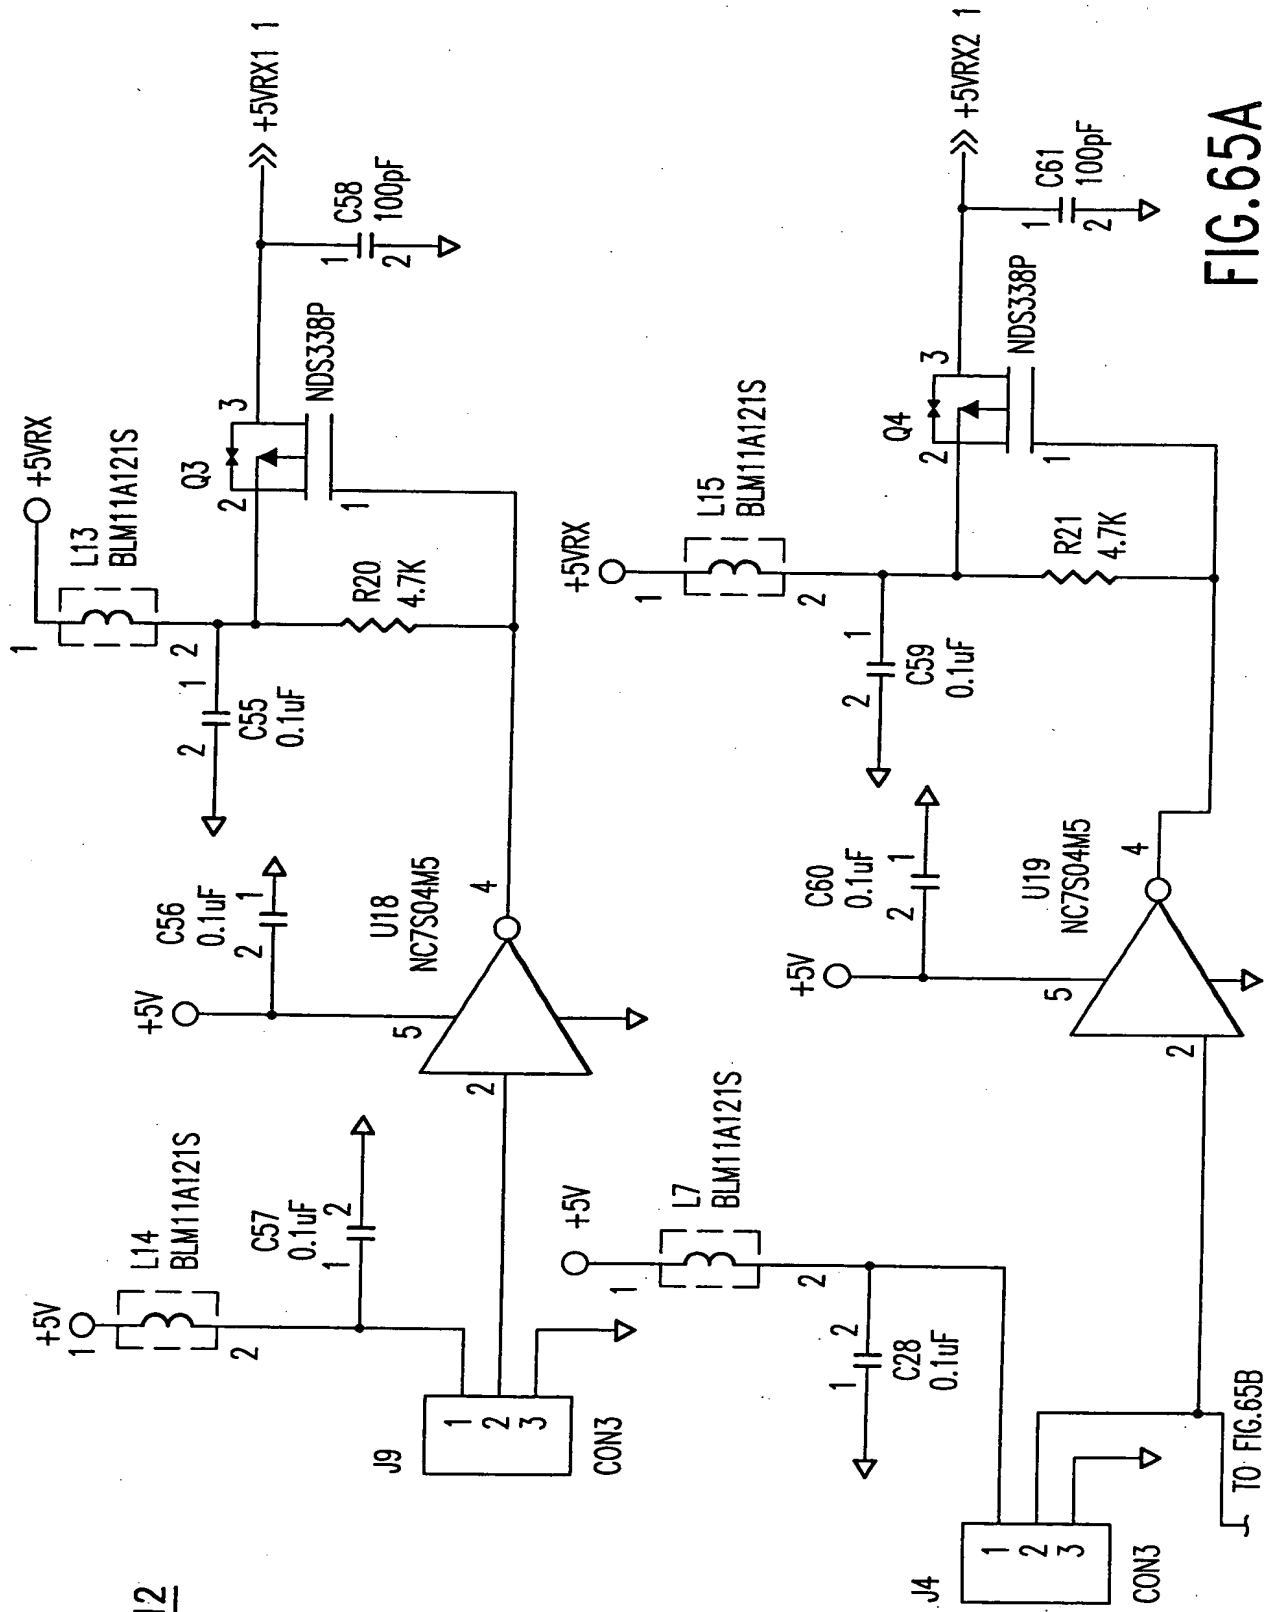 +5VRX
1
L13
BLM11A121S
2
1
2
C55
0.1uF
R20
4.7K
Q3
2
3
1
NDS338P
+5VRX1 1
1
2
C58
100pF
+5V
C56
0.1uF
2
1
5
U18
NC7S04M5
4
2
+5V
1
L14
BLM11A121S
2
C57
0.1uF
1
2
J9
1
2
3
CON3
+5VRX
1
L15
BLM11A121S
2
1
2
C59
0.1uF
R21
4.7K
Q4
2
3
1
NDS338P
+5VRX2 1
1
2
C61
100pF
+5V
C60
0.1uF
2
1
5
U19
NC7S04M5
4
2
+5V
1
L7
BLM11A121S
2
2
1
C28
0.1uF
J4
1
2
3
CON3
TO FIG.65B
FIG.65A